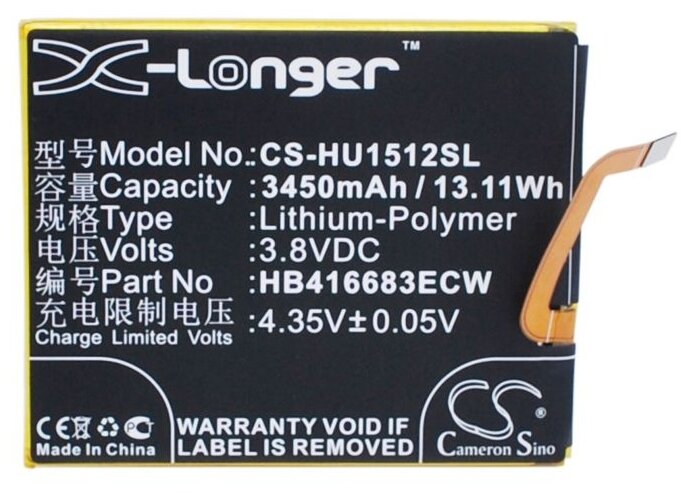 X-Longer™
型号Model No.: CS-HU1512SL
容量Capacity : 3450mAh / 13.11Wh
规格Type : Lithium-Polymer
电压Volts : 3.8VDC
编号Part No : HB416683ECW
充电限制电压 : 4.35V±0.05V
Charge Limited Volts
CE
Made In China
WARRANTY VOID IF
LABEL IS REMOVED
CS®
Cameron Sino